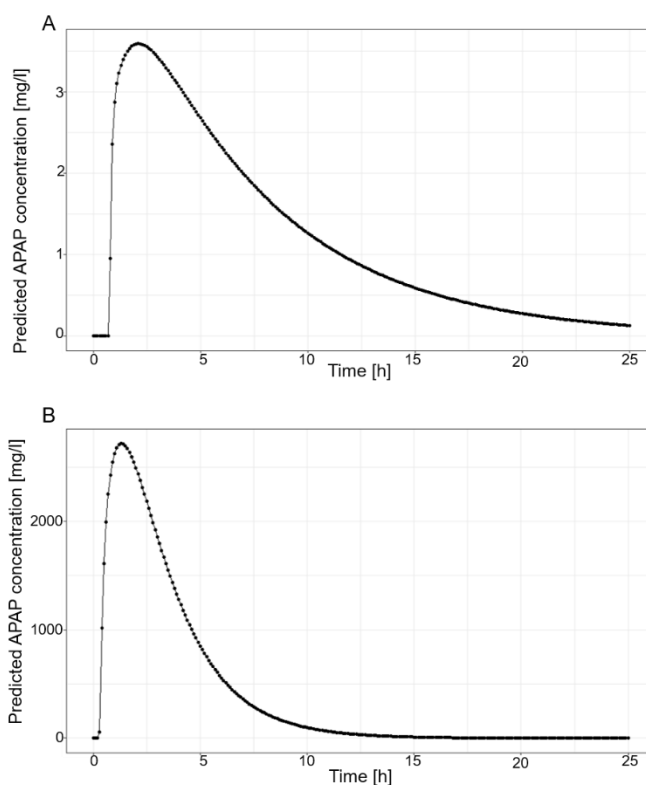 A
Predicted APAP concentration [mg/l]
3
2
1
0
0 5 10 15 20 25
Time [h]
B
Predicted APAP concentration [mg/l]
2000
1000
0
0 5 10 15 20 25
Time [h]